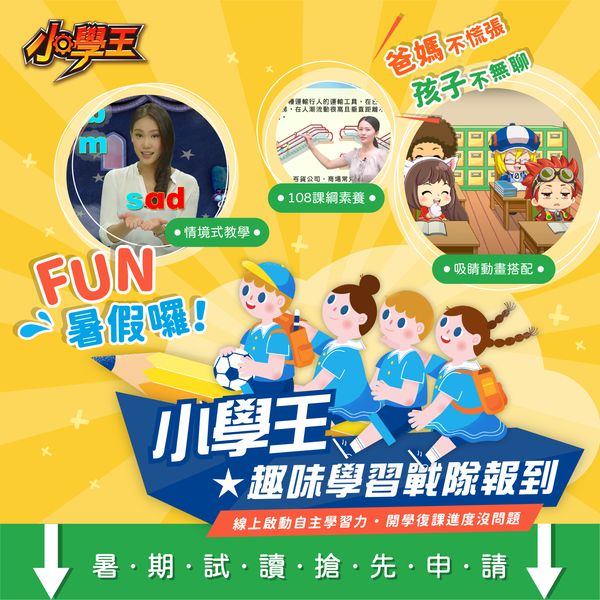 小學王
爸媽不慌張
孩子不無聊
m
sad
情境式教學
108課綱素養
吸睛動畫搭配
FUN
暑假囉!
小學王
★趣味學習戰隊報到
線上啟動自主學習力・開學復課進度沒問題
暑・期・試・讀・搶・先・申・請